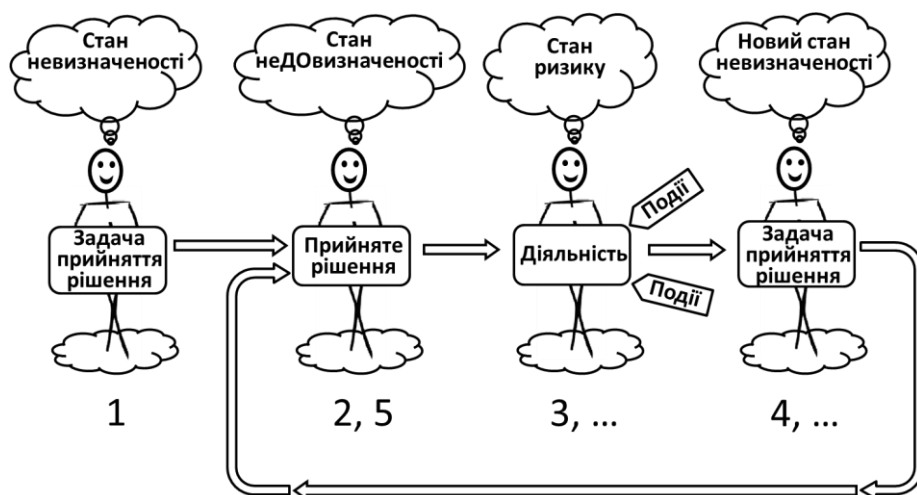 Стан
невизначеності
Стан
неДОвизначеності
Стан
ризику
Новий стан
невизначеності
Задача
прийняття
рішення
Прийняте
рішення
Діяльність
Події
Події
Задача
прийняття
рішення
1
2, 5
3, ...
4, ...